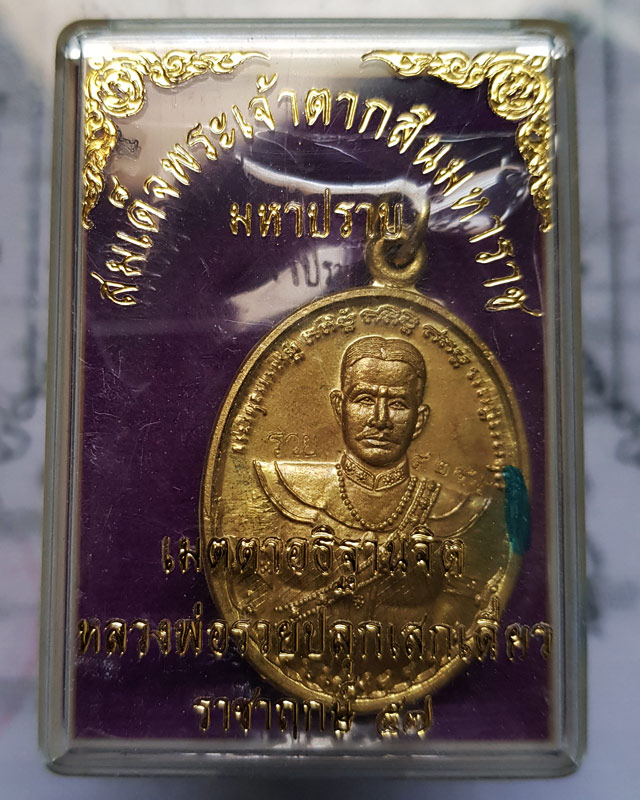 สมเด็จพระเจ้าตากสินมหาราช
มหาปราบ
รวย
เมตตาอธิฐานจิต
หลวงพ่อรวยปลุกเสกเดี่ยว
ราชาฤกษ์ ๕๗